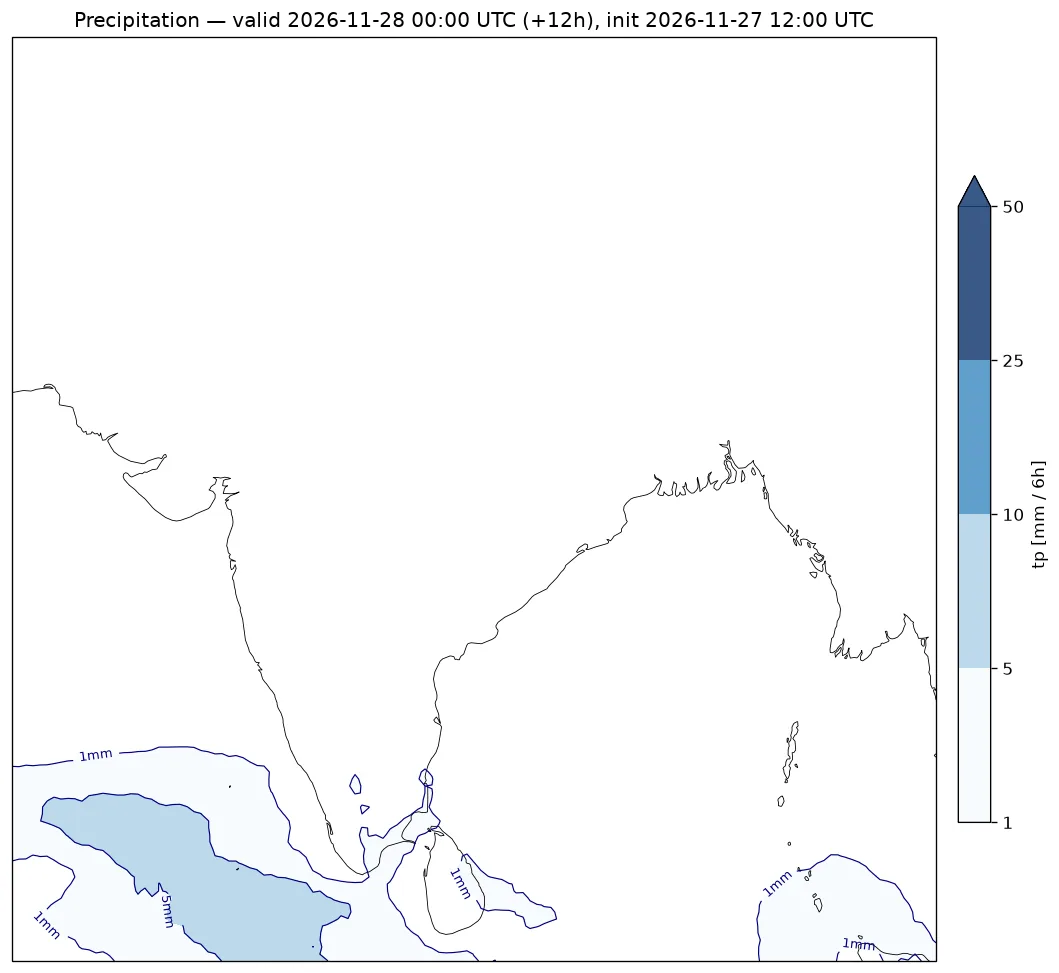 Precipitation — valid 2026-11-28 00:00 UTC (+12h), init 2026-11-27 12:00 UTC
50
25
10
5
1
tp [mm / 6h]
1mm
1mm
5mm
1mm
1mm
1mm